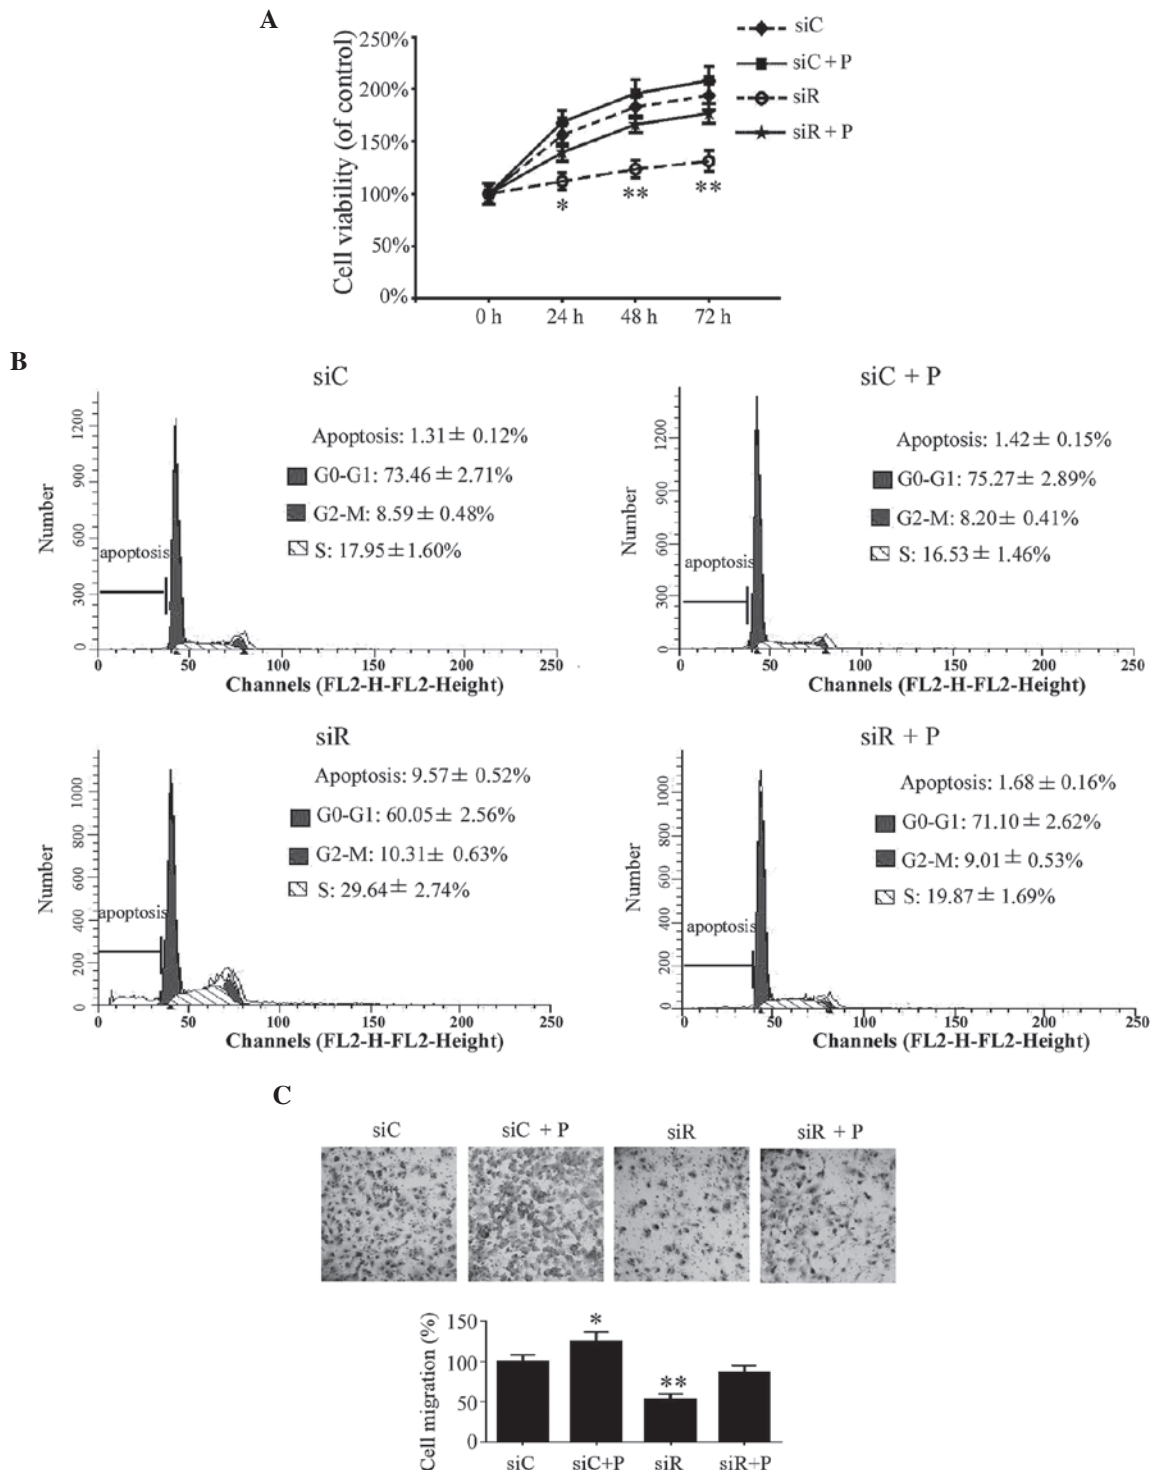 A
Cell viability (of control)
250%
200%
150%
100%
50%
0%
0 h 24 h 48 h 72 h
* ** **
siC
siC + P
siR
siR + P
B
siC
Number
1200
900
600
300
0
apoptosis
Apoptosis: 1.31 ± 0.12%
G0-G1: 73.46 ± 2.71%
G2-M: 8.59 ± 0.48%
S: 17.95 ± 1.60%
0 50 100 150 200 250
Channels (FL2-H-FL2-Height)
siC + P
Number
1200
900
600
300
0
apoptosis
Apoptosis: 1.42 ± 0.15%
G0-G1: 75.27 ± 2.89%
G2-M: 8.20 ± 0.41%
S: 16.53 ± 1.46%
0 50 100 150 200 250
Channels (FL2-H-FL2-Height)
siR
Number
1000
800
600
400
200
0
apoptosis
Apoptosis: 9.57 ± 0.52%
G0-G1: 60.05 ± 2.56%
G2-M: 10.31 ± 0.63%
S: 29.64 ± 2.74%
0 50 100 150 200 250
Channels (FL2-H-FL2-Height)
siR + P
Number
1000
800
600
400
200
0
apoptosis
Apoptosis: 1.68 ± 0.16%
G0-G1: 71.10 ± 2.62%
G2-M: 9.01 ± 0.53%
S: 19.87 ± 1.69%
0 50 100 150 200 250
Channels (FL2-H-FL2-Height)
C
siC siC + P siR siR + P
Cell migration (%)
150
100
50
0
* **
siC siC+P siR siR+P